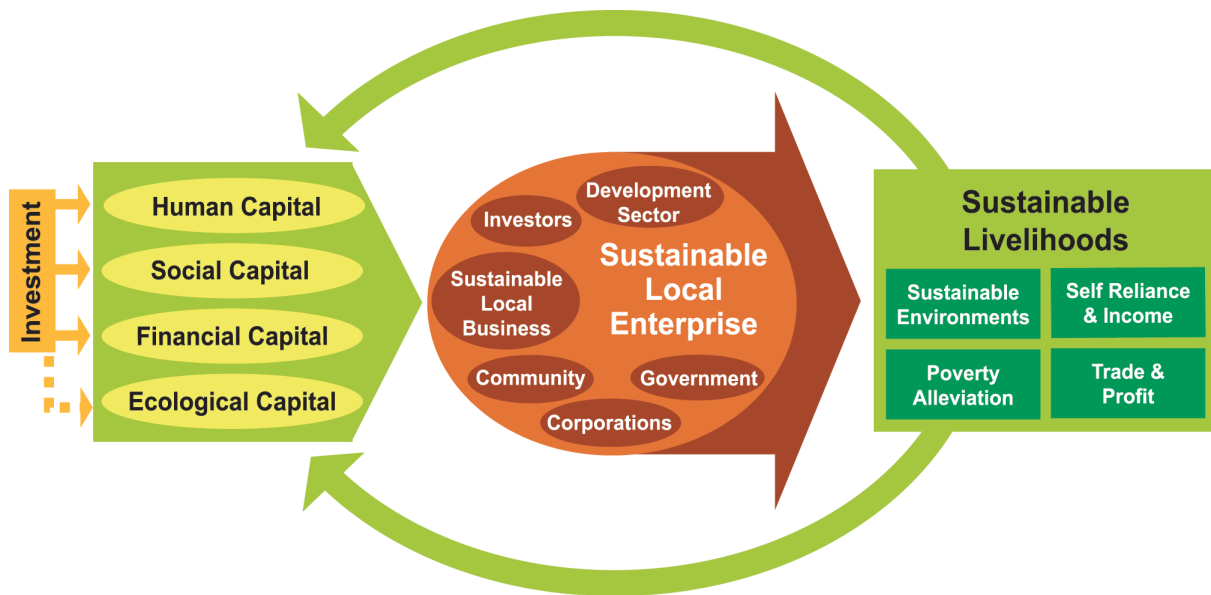 Investment
Human Capital
Social Capital
Financial Capital
Ecological Capital
Investors
Development
Sector
Sustainable
Local
Business
Sustainable
Local
Enterprise
Community
Government
Corporations
Sustainable
Livelihoods
Sustainable
Environments
Self Reliance
& Income
Poverty
Alleviation
Trade &
Profit